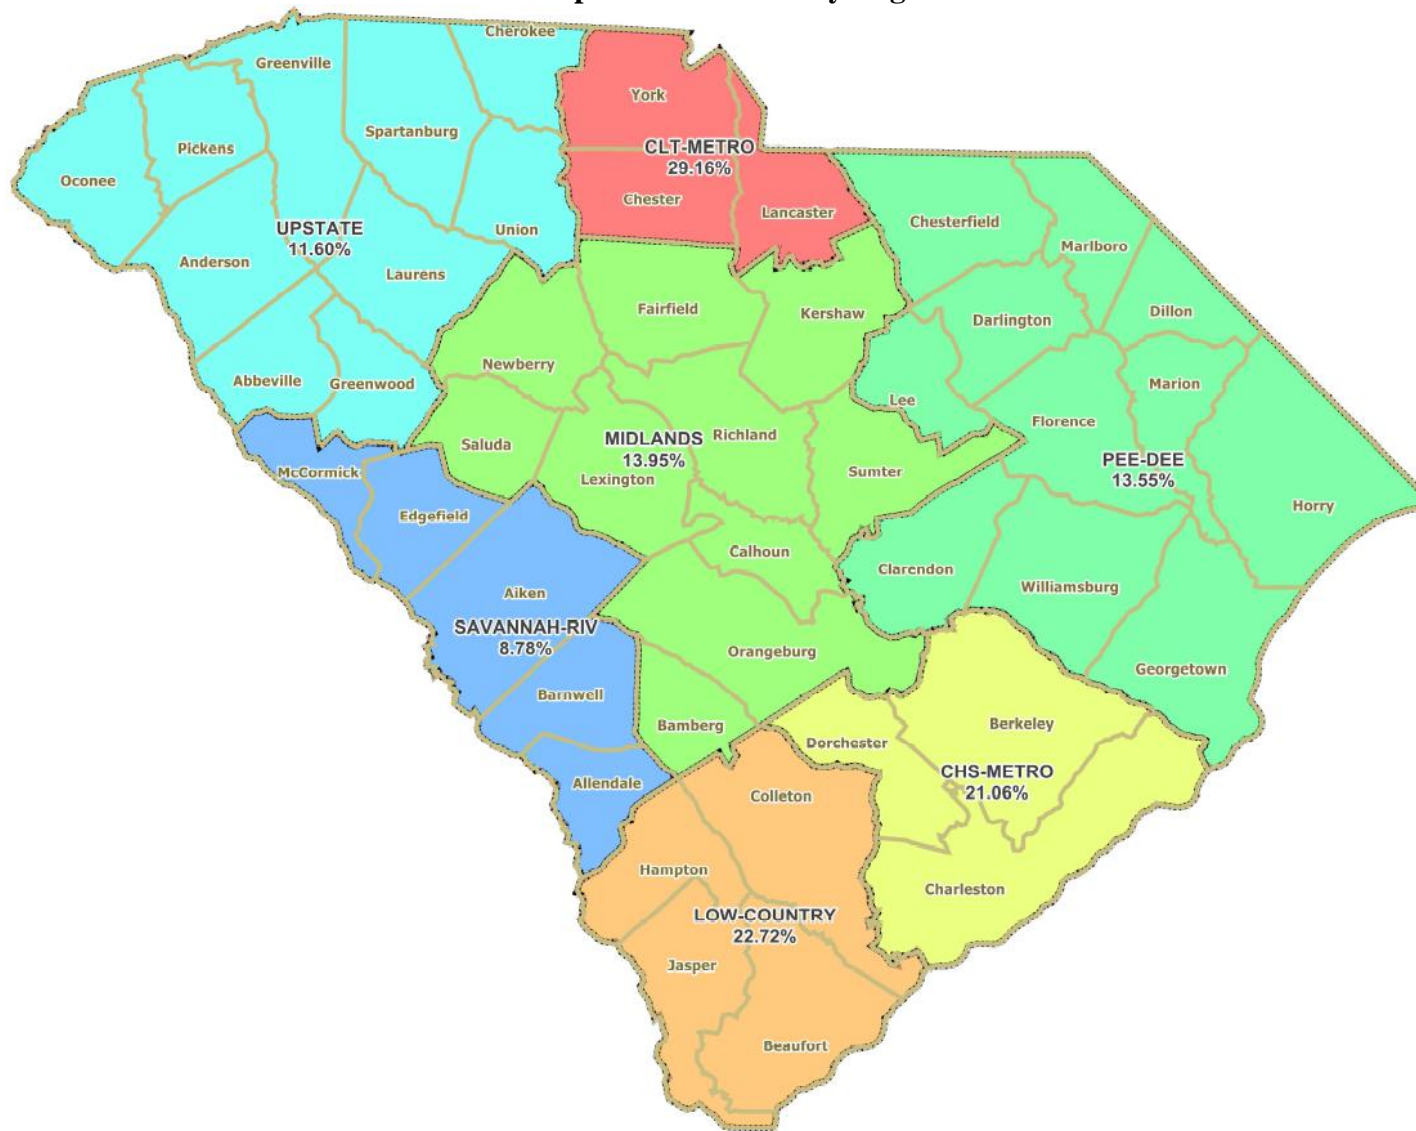 Cherokee
Greenville
York
Spartanburg
Pickens
CLT-METRO
29.16%
Oconee
Chester
Lancaster
Chesterfield
UPSTATE
11.60%
Union
Marlboro
Anderson
Laurens
Fairfield
Kershaw
Darlington
Dillon
Newberry
Abbeville
Greenwood
Marion
Lee
Florence
Saluda
MIDLANDS
13.95%
Richland
McCormick
Lexington
Sumter
PEE-DEE
13.55%
Horry
Edgefield
Calhoun
Clarendon
Williamsburg
Aiken
SAVANNAH-RIV
8.78%
Orangeburg
Georgetown
Barnwell
Bamberg
Berkeley
Dorchester
CHS-METRO
21.06%
Allendale
Colleton
Hampton
Charleston
LOW-COUNTRY
22.72%
Jasper
Beaufort